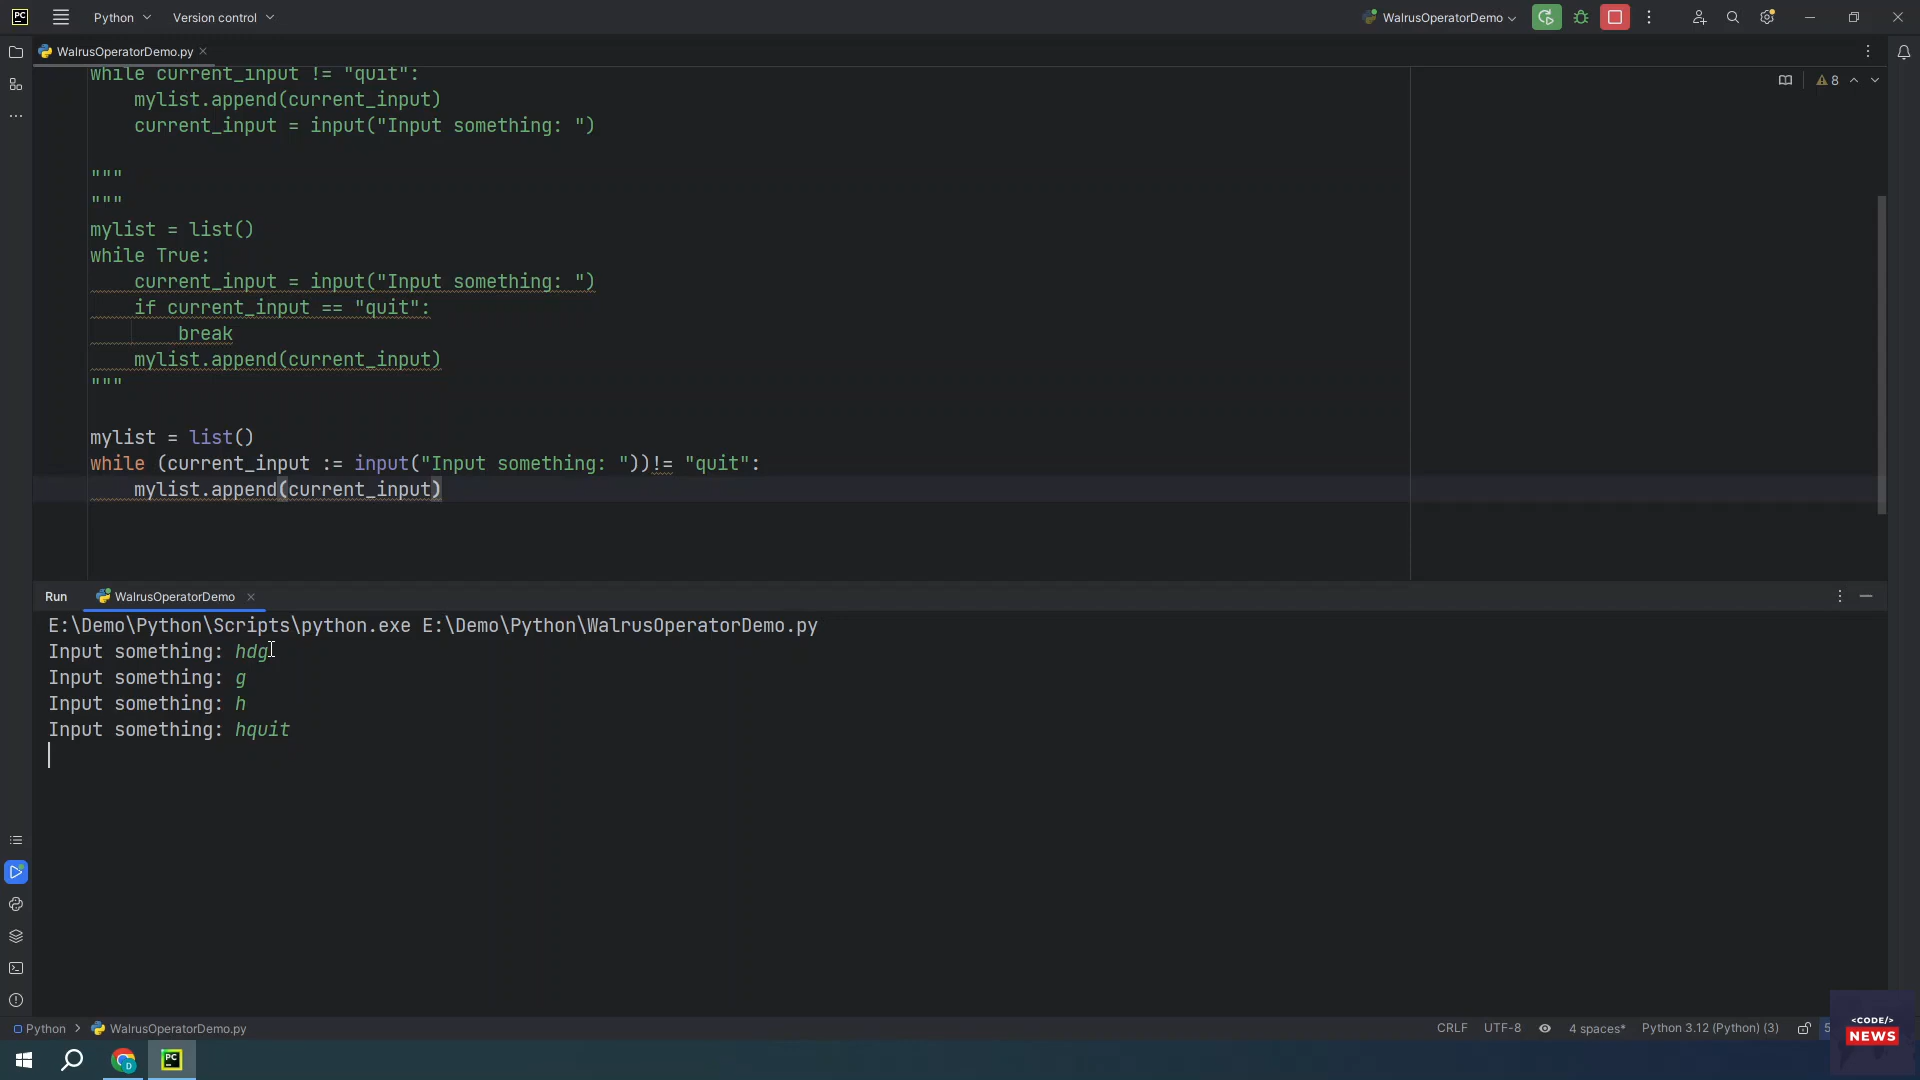 PC Python Version control WalrusOperatorDemo
WalrusOperatorDemo.py
while current_input != "quit":
mylist.append(current_input)
current_input = input("Input something: ")
"""
"""
mylist = list()
while True:
current_input = input("Input something: ")
if current_input == "quit":
break
mylist.append(current_input)
"""
mylist = list()
while (current_input := input("Input something: "))!= "quit":
mylist.append(current_input)
8
Run WalrusOperatorDemo
E:\Demo\Python\Scripts\python.exe E:\Demo\Python\WalrusOperatorDemo.py
Input something: hdg
Input something: g
Input something: h
Input something: hquit
Python WalrusOperatorDemo.py CRLF UTF-8 4 spaces* Python 3.12 (Python) (3)
<CODE/>
NEWS
D
PC